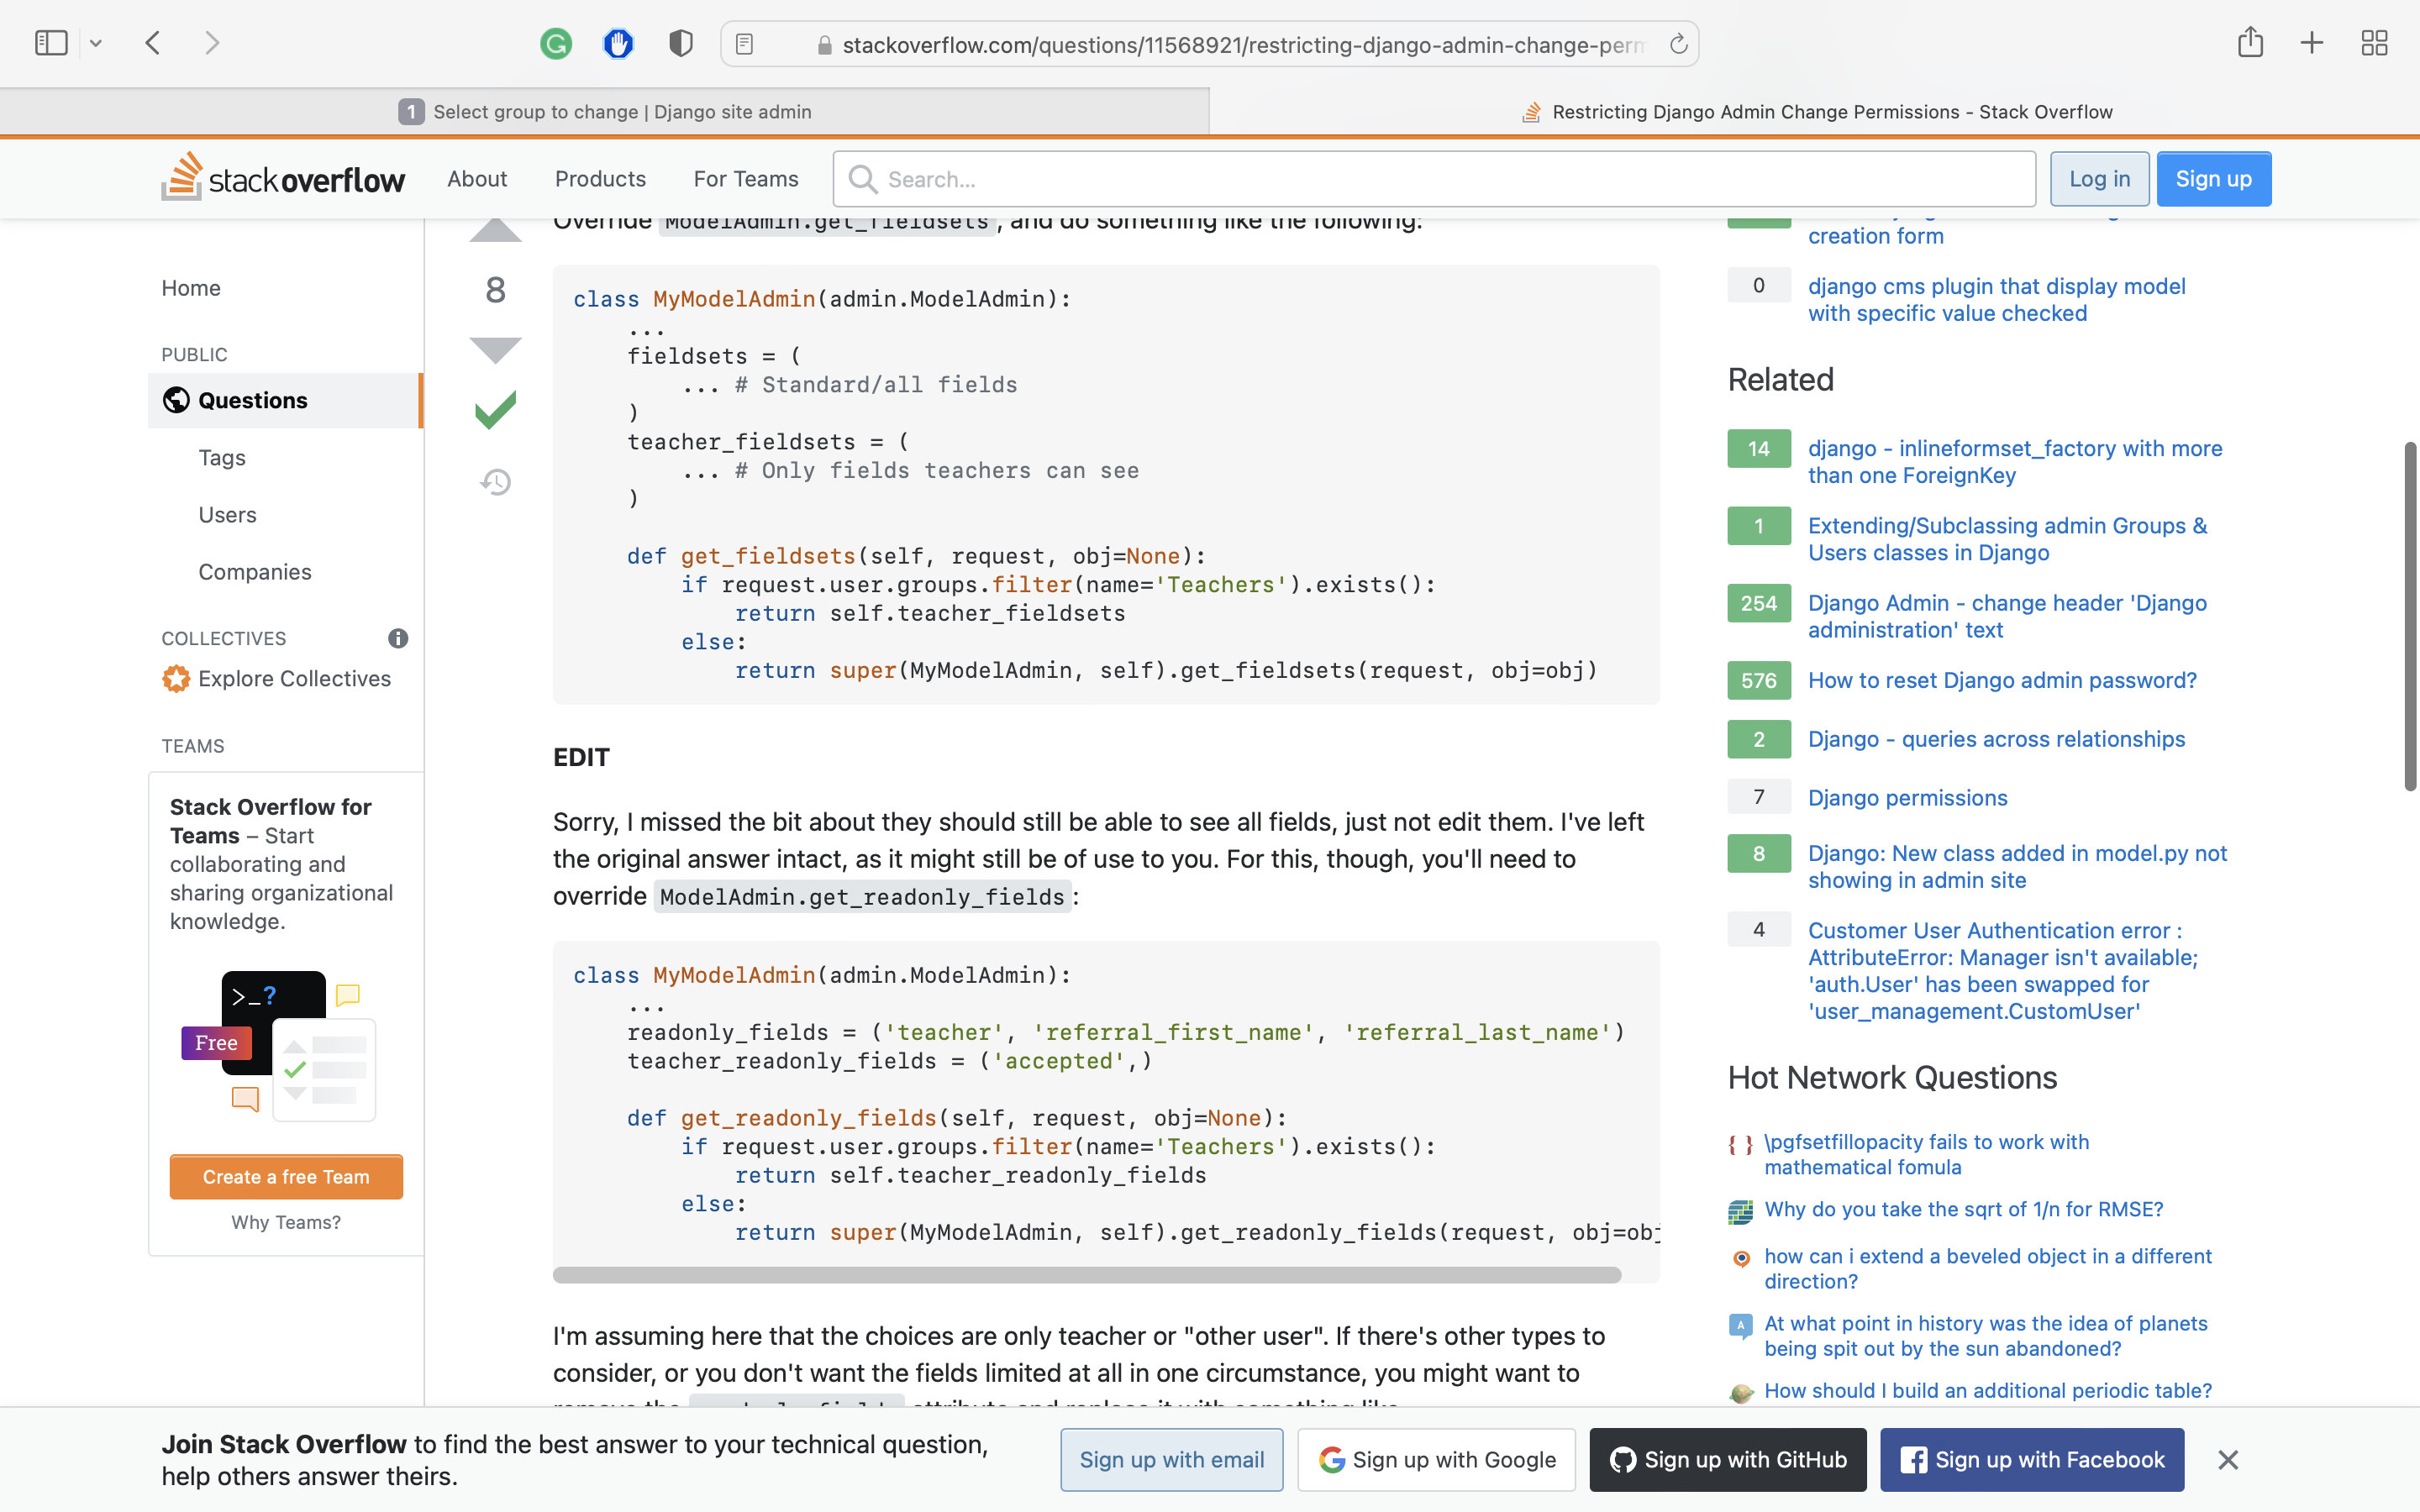 stackoverflow.com/questions/11568921/restricting-django-admin-change-perm
1 Select group to change | Django site admin
Restricting Django Admin Change Permissions - Stack Overflow
stackoverflow
About
Products
For Teams
Search...
Log in
Sign up
Home
PUBLIC
Questions
Tags
Users
Companies
COLLECTIVES
Explore Collectives
TEAMS
Stack Overflow for
Teams – Start
collaborating and
sharing organizational
knowledge.
>_?
Free
Create a free Team
Why Teams?
8
Override ModelAdmin.get_fieldsets, and do something like the following:
class MyModelAdmin(admin.ModelAdmin):
...
fieldsets = (
... # Standard/all fields
)
teacher_fieldsets = (
... # Only fields teachers can see
)
def get_fieldsets(self, request, obj=None):
if request.user.groups.filter(name='Teachers').exists():
return self.teacher_fieldsets
else:
return super(MyModelAdmin, self).get_fieldsets(request, obj=obj)
EDIT
Sorry, I missed the bit about they should still be able to see all fields, just not edit them. I've left
the original answer intact, as it might still be of use to you. For this, though, you'll need to
override ModelAdmin.get_readonly_fields:
class MyModelAdmin(admin.ModelAdmin):
...
readonly_fields = ('teacher', 'referral_first_name', 'referral_last_name')
teacher_readonly_fields = ('accepted',)
def get_readonly_fields(self, request, obj=None):
if request.user.groups.filter(name='Teachers').exists():
return self.teacher_readonly_fields
else:
return super(MyModelAdmin, self).get_readonly_fields(request, obj=obj
I'm assuming here that the choices are only teacher or "other user". If there's other types to
consider, or you don't want the fields limited at all in one circumstance, you might want to
creation form
0
django cms plugin that display model
with specific value checked
Related
14
django - inlineformset_factory with more
than one ForeignKey
1
Extending/Subclassing admin Groups &
Users classes in Django
254
Django Admin - change header 'Django
administration' text
576
How to reset Django admin password?
2
Django - queries across relationships
7
Django permissions
8
Django: New class added in model.py not
showing in admin site
4
Customer User Authentication error :
AttributeError: Manager isn't available;
'auth.User' has been swapped for
'user_management.CustomUser'
Hot Network Questions
\pgfsetfillopacity fails to work with
mathematical fomula
Why do you take the sqrt of 1/n for RMSE?
how can i extend a beveled object in a different
direction?
At what point in history was the idea of planets
being spit out by the sun abandoned?
How should I build an additional periodic table?
Join Stack Overflow to find the best answer to your technical question,
help others answer theirs.
Sign up with email
Sign up with Google
Sign up with GitHub
Sign up with Facebook